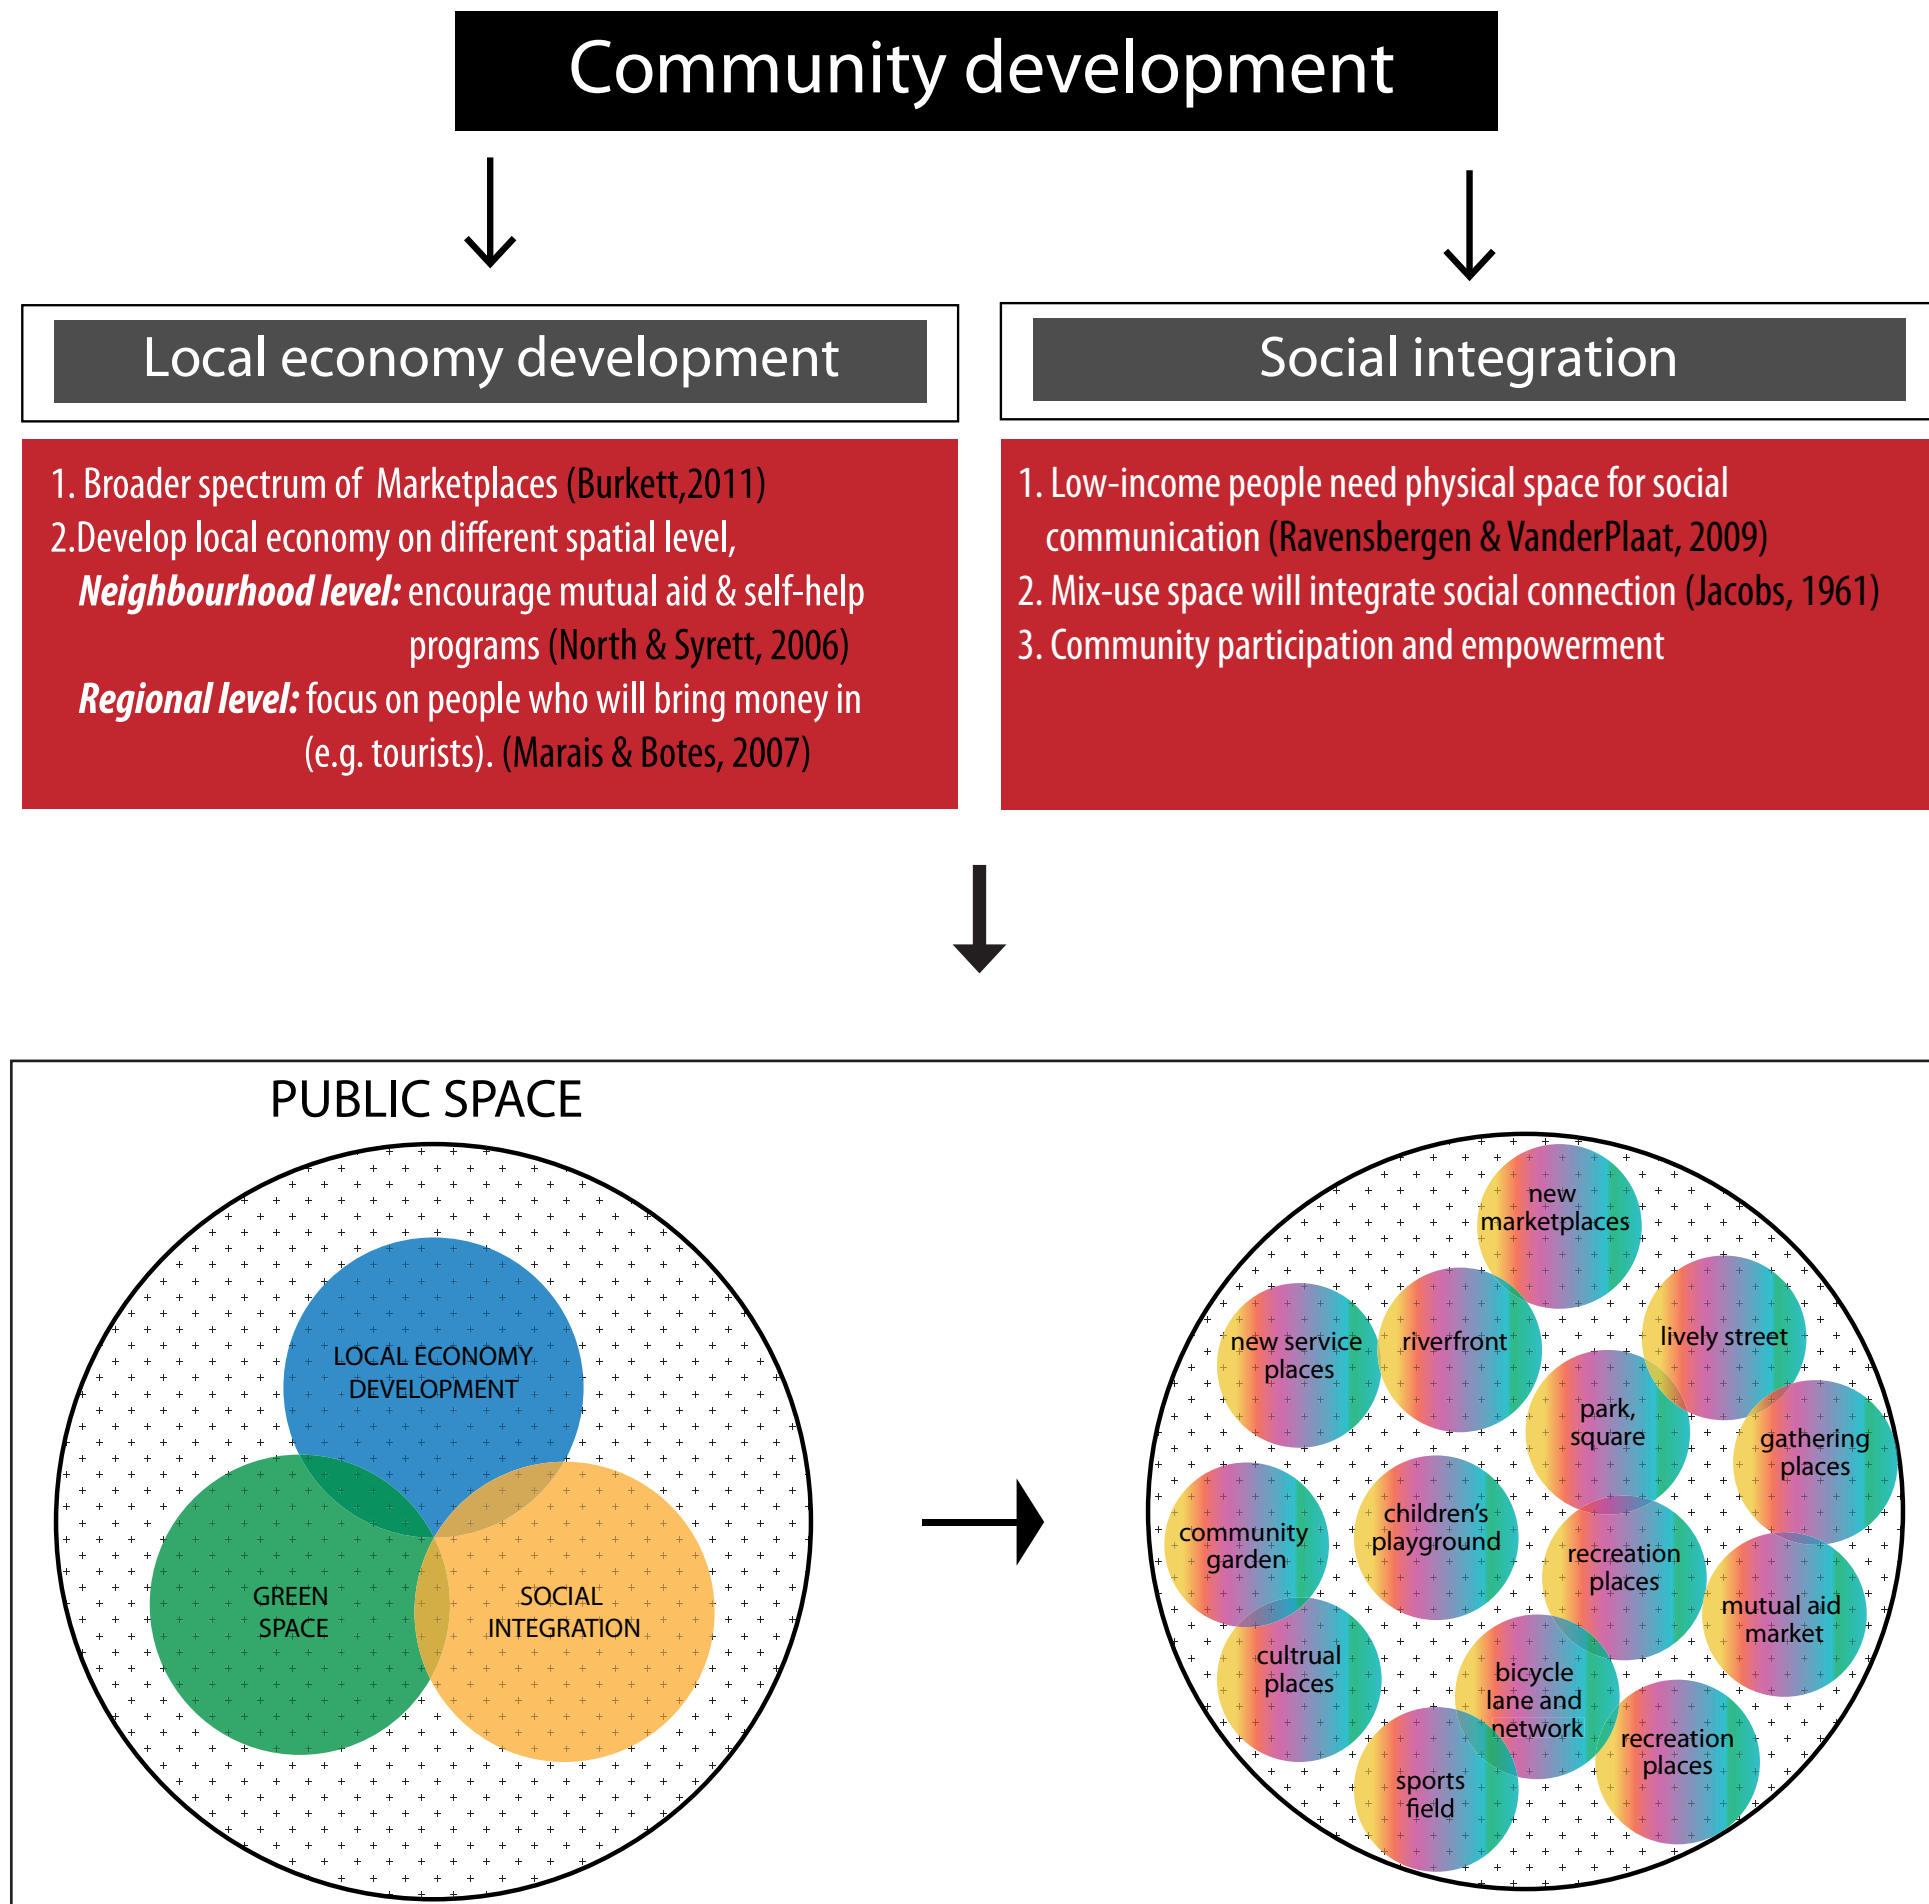 Community development
Local economy development
1. Broader spectrum of Marketplaces (Burkett,2011)
2.Develop local economy on different spatial level,
Neighbourhood level: encourage mutual aid & self-help
programs (North & Syrett, 2006)
Regional level: focus on people who will bring money in
(e.g. tourists). (Marais & Botes, 2007)
Social integration
1. Low-income people need physical space for social
communication (Ravensbergen & VanderPlaat, 2009)
2. Mix-use space will integrate social connection (Jacobs, 1961)
3. Community participation and empowerment
PUBLIC SPACE
LOCAL ECONOMY
DEVELOPMENT
GREEN
SPACE
SOCIAL
INTEGRATION
new
marketplaces
new service
places
riverfront
lively street
park,
square
gathering
places
community
garden
children's
playground
recreation
places
mutual aid
market
cultrual
places
bicycle
lane and
network
recreation
places
sports
field